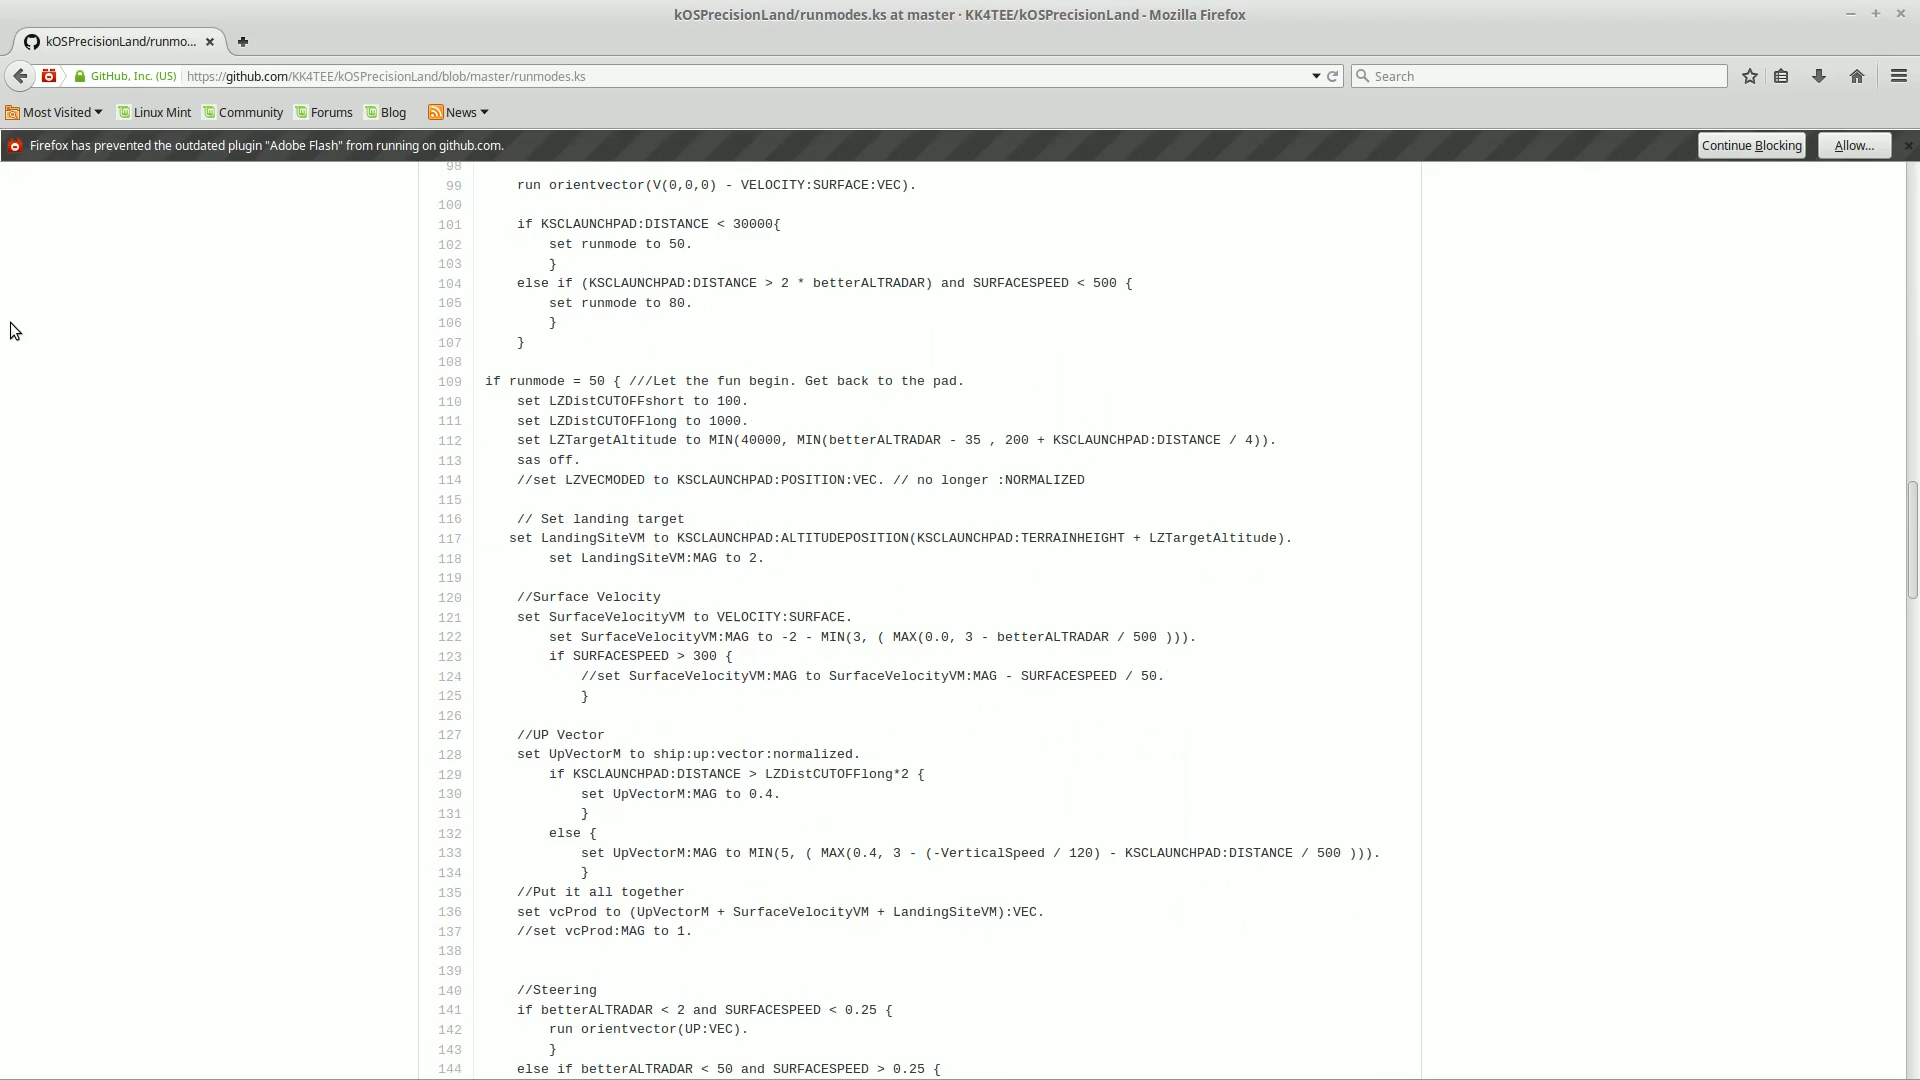 kOSPrecisionLand/runmodes.ks at master · KK4TEE/kOSPrecisionLand - Mozilla Firefox
kOSPrecisionLand/runmo...
GitHub, Inc. (US) https://github.com/KK4TEE/kOSPrecisionLand/blob/master/runmodes.ks Search
Most Visited Linux Mint Community Forums Blog News
Firefox has prevented the outdated plugin "Adobe Flash" from running on github.com. Continue Blocking Allow...
98
99 run orientvector(V(0,0,0) - VELOCITY:SURFACE:VEC).
100
101 if KSCLAUNCHPAD:DISTANCE < 30000{
102 set runmode to 50.
103 }
104 else if (KSCLAUNCHPAD:DISTANCE > 2 * betterALTRADAR) and SURFACESPEED < 500 {
105 set runmode to 80.
106 }
107 }
108
109 if runmode = 50 { ///Let the fun begin. Get back to the pad.
110 set LZDistCUTOFFshort to 100.
111 set LZDistCUTOFFlong to 1000.
112 set LZTargetAltitude to MIN(40000, MIN(betterALTRADAR - 35 , 200 + KSCLAUNCHPAD:DISTANCE / 4)).
113 sas off.
114 //set LZVECMODED to KSCLAUNCHPAD:POSITION:VEC. // no longer :NORMALIZED
115
116 // Set landing target
117 set LandingSiteVM to KSCLAUNCHPAD:ALTITUDEPOSITION(KSCLAUNCHPAD:TERRAINHEIGHT + LZTargetAltitude).
118 set LandingSiteVM:MAG to 2.
119
120 //Surface Velocity
121 set SurfaceVelocityVM to VELOCITY:SURFACE.
122 set SurfaceVelocityVM:MAG to -2 - MIN(3, ( MAX(0.0, 3 - betterALTRADAR / 500 ))).
123 if SURFACESPEED > 300 {
124 //set SurfaceVelocityVM:MAG to SurfaceVelocityVM:MAG - SURFACESPEED / 50.
125 }
126
127 //UP Vector
128 set UpVectorM to ship:up:vector:normalized.
129 if KSCLAUNCHPAD:DISTANCE > LZDistCUTOFFlong*2 {
130 set UpVectorM:MAG to 0.4.
131 }
132 else {
133 set UpVectorM:MAG to MIN(5, ( MAX(0.4, 3 - (-VerticalSpeed / 120) - KSCLAUNCHPAD:DISTANCE / 500 ))).
134 }
135 //Put it all together
136 set vcProd to (UpVectorM + SurfaceVelocityVM + LandingSiteVM):VEC.
137 //set vcProd:MAG to 1.
138
139
140 //Steering
141 if betterALTRADAR < 2 and SURFACESPEED < 0.25 {
142 run orientvector(UP:VEC).
143 }
144 else if betterALTRADAR < 50 and SURFACESPEED > 0.25 {